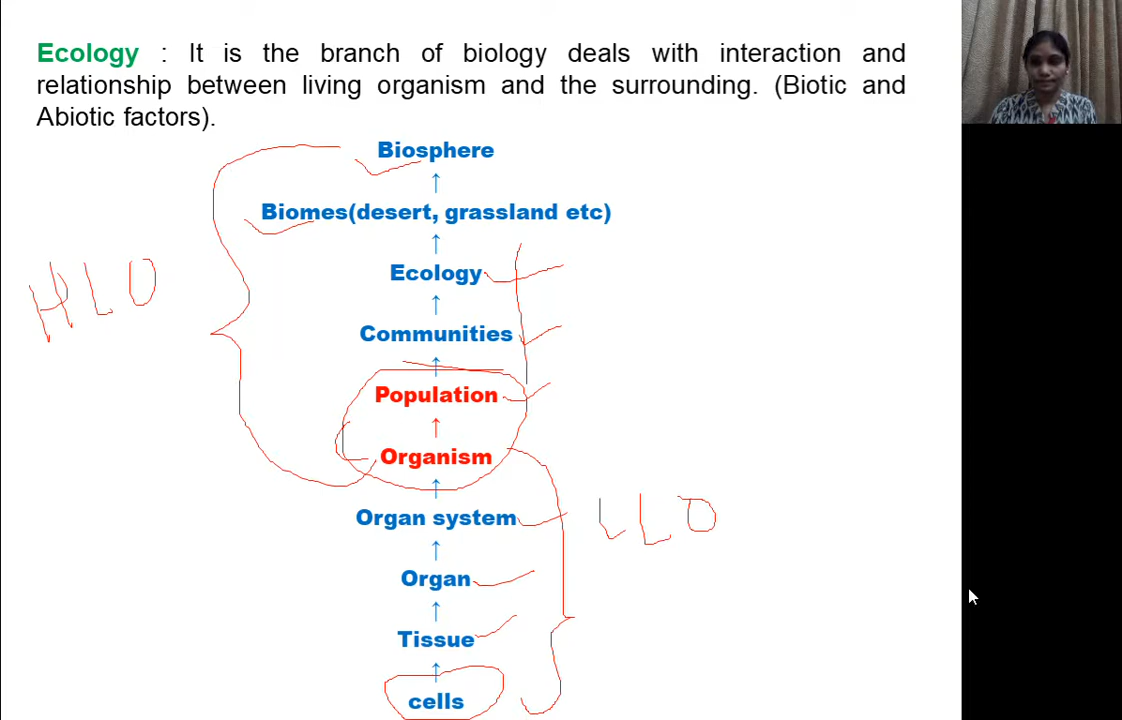 Ecology : It is the branch of biology deals with interaction and
relationship between living organism and the surrounding. (Biotic and
Abiotic factors).
Biosphere
↑
Biomes(desert, grassland etc)
↑
Ecology
↑
HLO
Communities
↑
Population
↑
Organism
↑
Organ system
LLO
↑
Organ
↑
Tissue
↑
cells